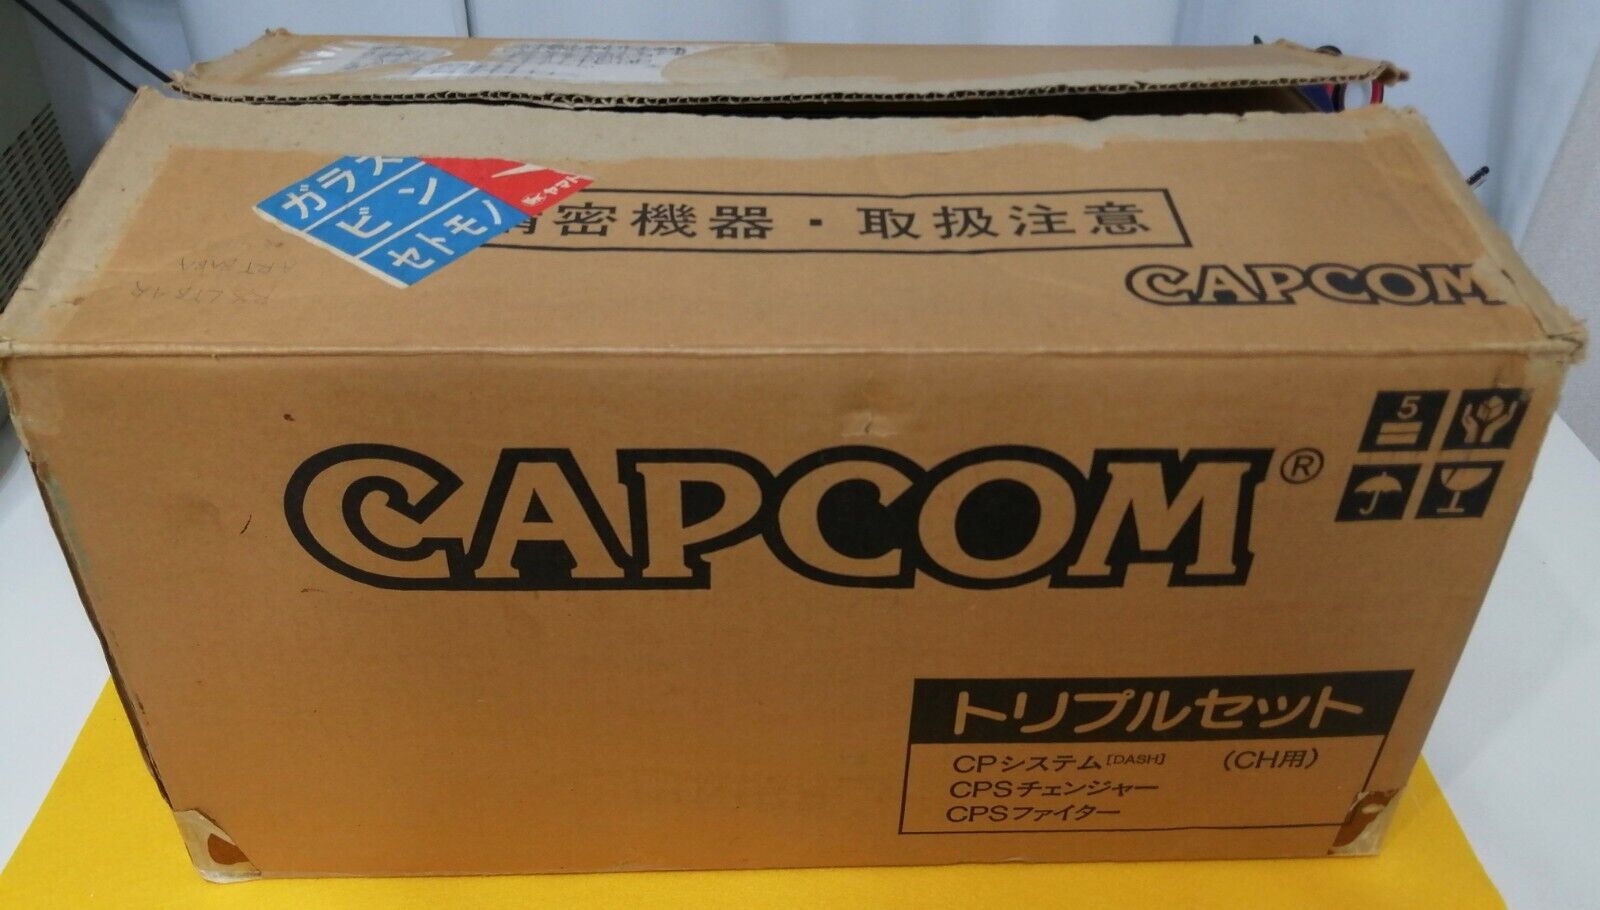 ガラス
ビン
セトモノ
ヤマト
密機器・取扱注意
CAPCOM
ART BABA
CAPCOM®
5
トリプルセット
CPシステム[DASH] (CH用)
CPSチェンジャー
CPSファイター